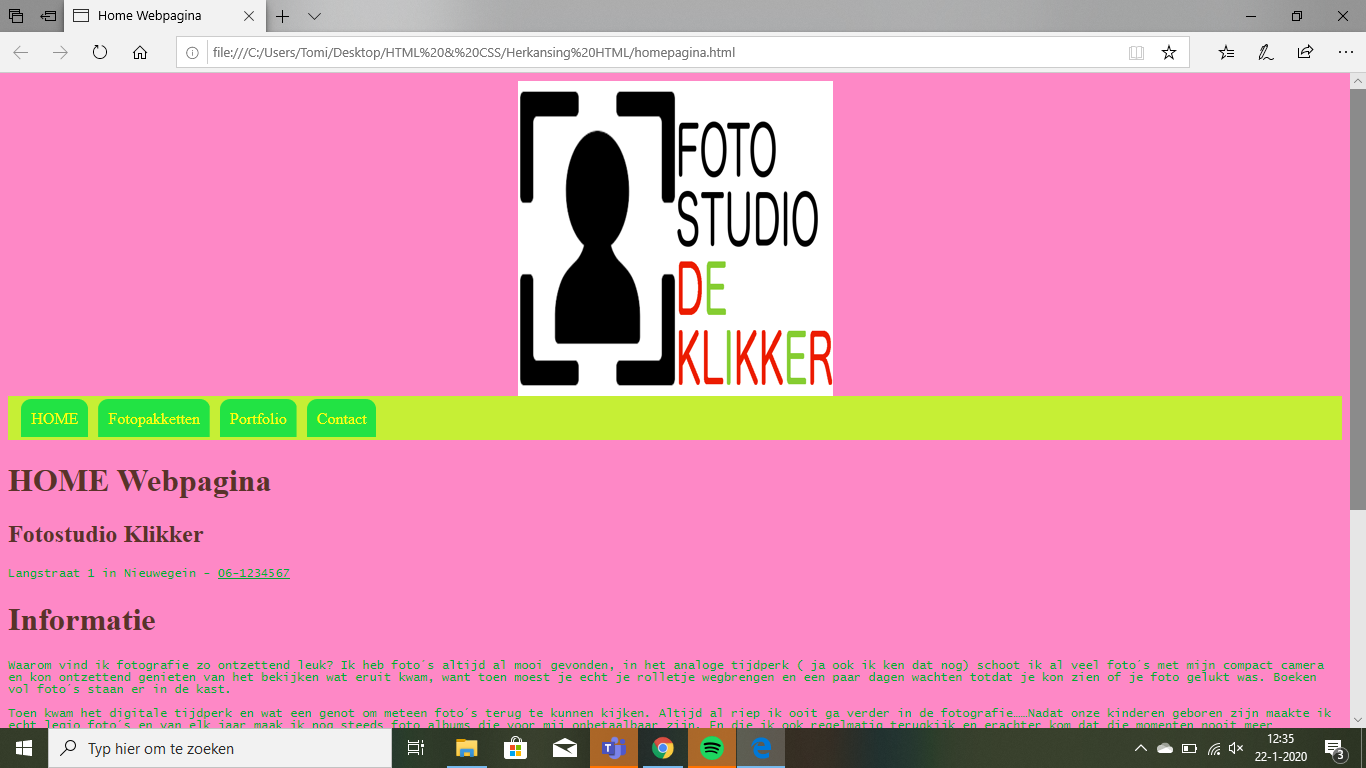 Home Webpagina
file:///C:/Users/Tomi/Desktop/HTML%20&%20CSS/Herkansing%20HTML/homepagina.html
FOTO
STUDIO
DE
KLIKKER
HOME Fotopakketten Portfolio Contact
HOME Webpagina
Fotostudio Klikker
Langstraat 1 in Nieuwegein - 06-1234567
Informatie
Waarom vind ik fotografie zo ontzettend leuk? Ik heb foto´s altijd al mooi gevonden, in het analoge tijdperk ( ja ook ik ken dat nog) schoot ik al veel foto´s met mijn compact camera
en kon ontzettend genieten van het bekijken wat eruit kwam, want toen moest je echt je rolletje wegbrengen en een paar dagen wachten totdat je kon zien of je foto gelukt was. Boeken
vol foto´s staan er in de kast.
Toen kwam het digitale tijdperk en wat een genot om meteen foto´s terug te kunnen kijken. Altijd al riep ik ooit ga verder in de fotografie……Nadat onze kinderen geboren zijn maakte ik
echt legio foto´s en van elk jaar maak ik nog steeds foto albums die voor mij onbetaalbaar zijn. En die ik ook regelmatig terugkijk en erachter kom dat die momenten nooit meer
Typ hier om te zoeken
12:35
22-1-2020
3